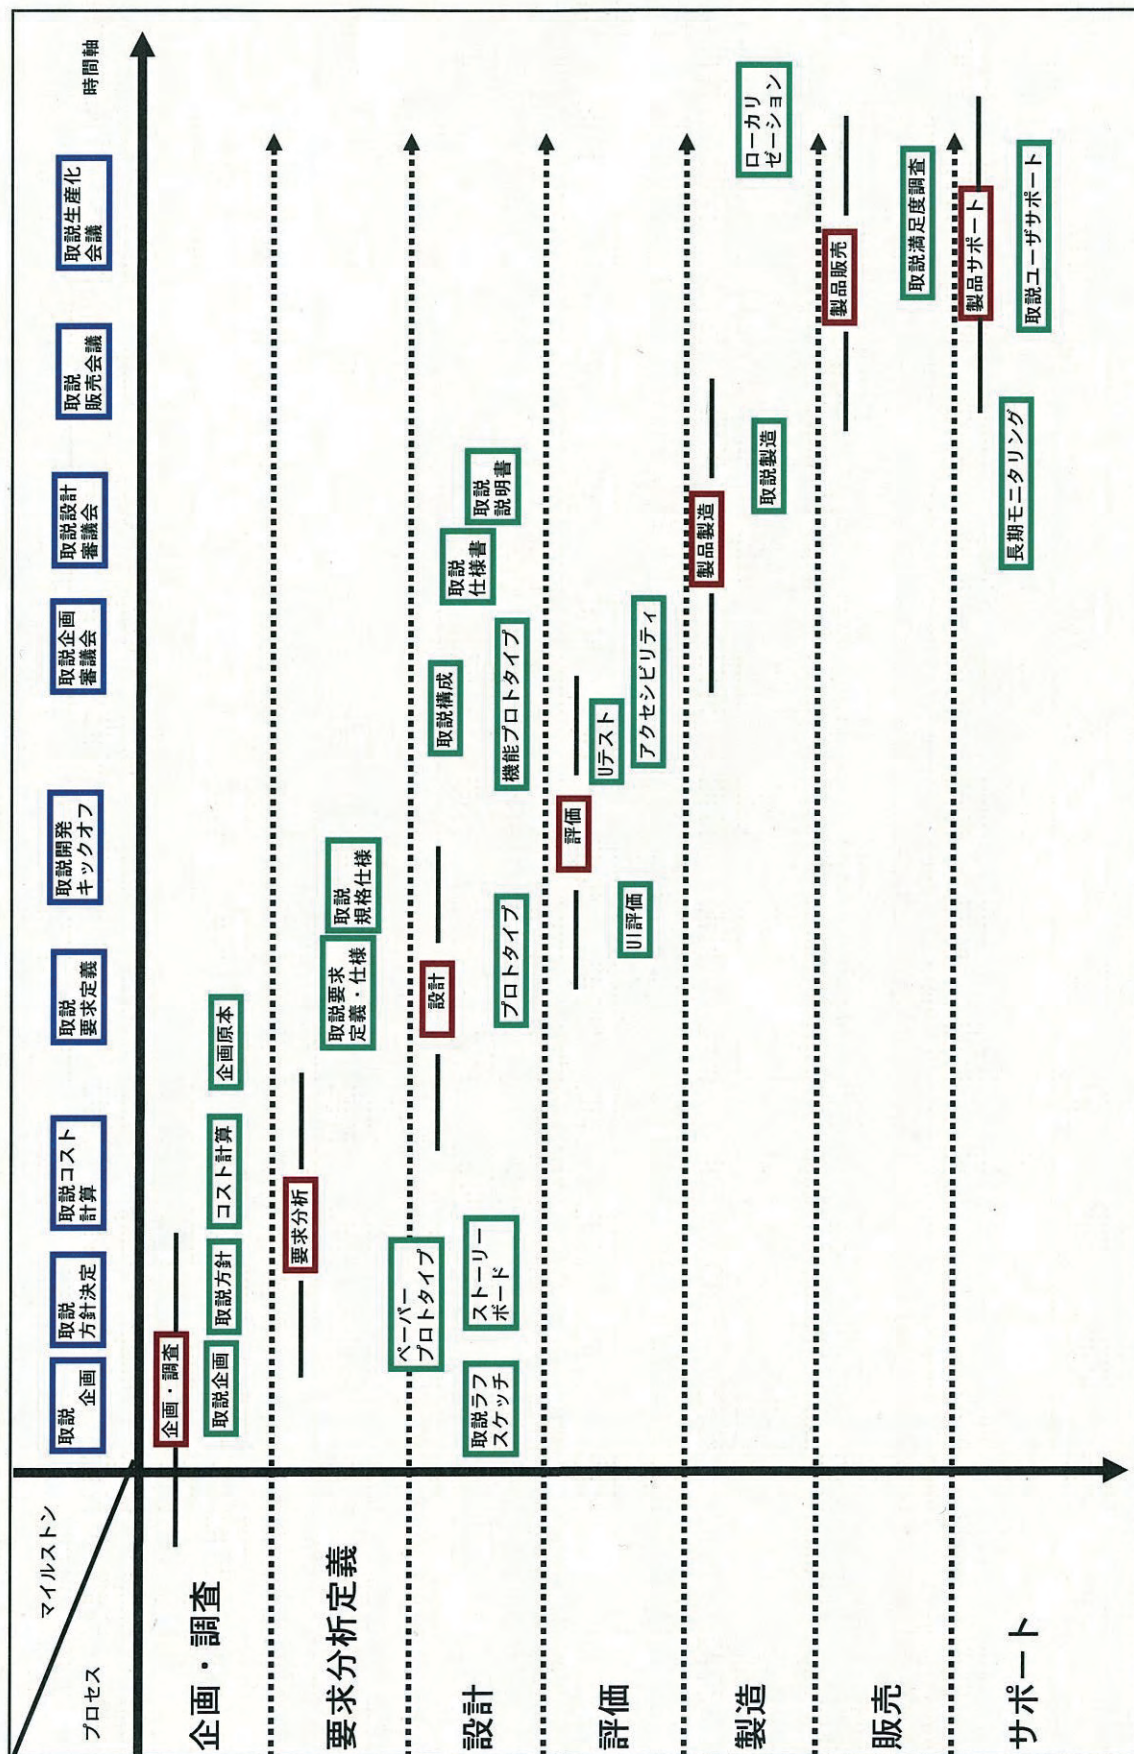 マイルストン
プロセス
時間軸
取説
企画
取説
方針決定
取説コスト
計算
取説
要求定義
取説開発
キックオフ
取説企画
審議会
取説設計
審議会
取説
販売会議
取説生産化
会議
企画・調査
企画・調査
取説企画
取説方針
コスト計算
企画原本
要求分析定義
要求分析
取説要求
定義・仕様
取説
規格仕様
設計
ペーパー
プロトタイプ
取説ラフ
スケッチ
ストーリー
ボード
設計
プロトタイプ
取説構成
機能プロトタイプ
取説
仕様書
取説
説明書
評価
評価
UI評価
Uテスト
アクセシビリティ
製造
製品製造
取説製造
ローカリ
ゼーション
販売
製品販売
取説満足度調査
サポート
製品サポート
長期モニタリング
取説ユーザサポート